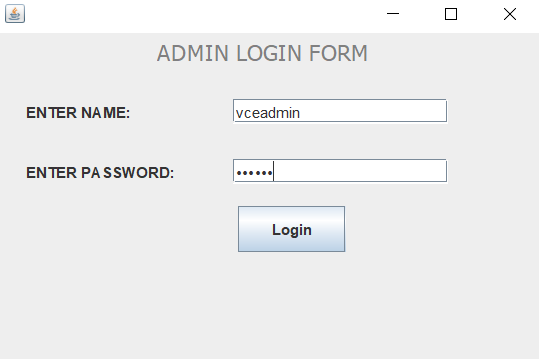 ADMIN LOGIN FORM
ENTER NAME: vceadmin
ENTER PASSWORD: ••••••
Login